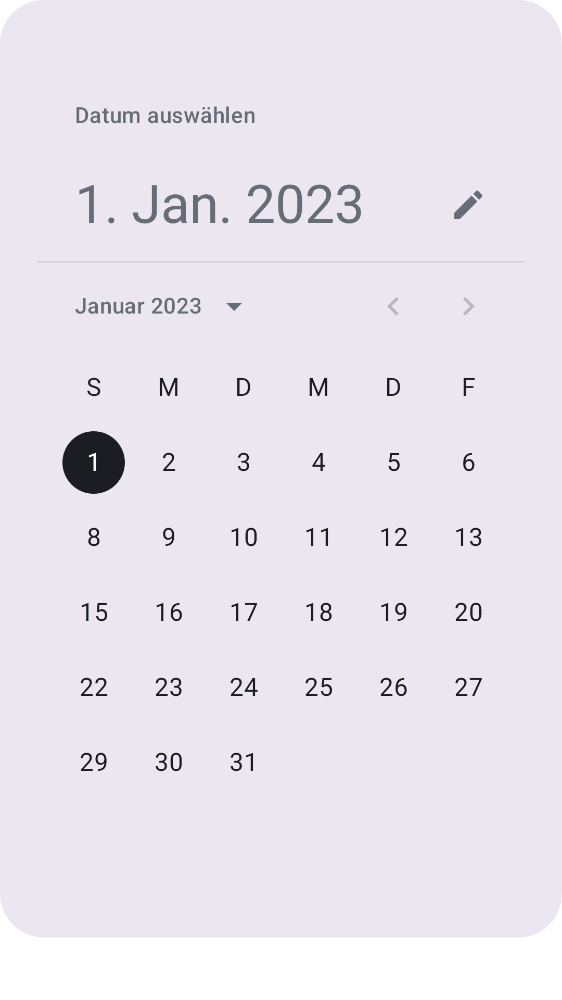 Datum auswählen
1. Jan. 2023
Januar 2023
S M D M D F
1 2 3 4 5 6
8 9 10 11 12 13
15 16 17 18 19 20
22 23 24 25 26 27
29 30 31